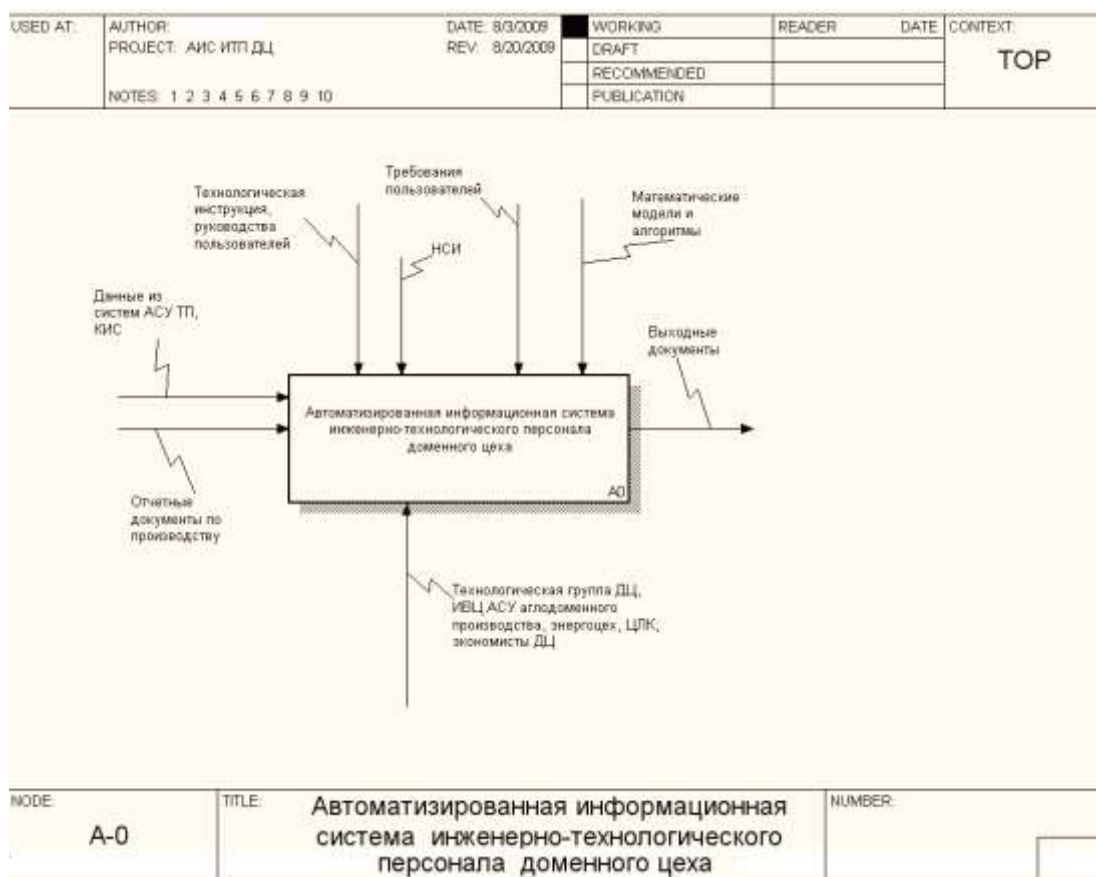 USED AT:
AUTHOR:
DATE: 8/3/2009
PROJECT: АИС ИТП ДЦ
REV: 8/20/2009
NOTES: 1 2 3 4 5 6 7 8 9 10
WORKING
DRAFT
RECOMMENDED
PUBLICATION
READER
DATE
CONTEXT:
TOP
Требования
пользователей
Технологическая
инструкция,
руководства
пользователей
Математические
модели и
алгоритмы
НСИ
Данные из
систем АСУ ТП,
КИС
Выходные
документы
Автоматизированная информационная система
инженерно-технологического персонала
доменного цеха
A0
Отчетные
документы по
производству
Технологическая группа ДЦ,
ИВЦ АСУ аглодоменного
производства, энергоцех, ЦЛК,
экономисты ДЦ
NODE:
A-0
TITLE:
Автоматизированная информационная
система инженерно-технологического
персонала доменного цеха
NUMBER: